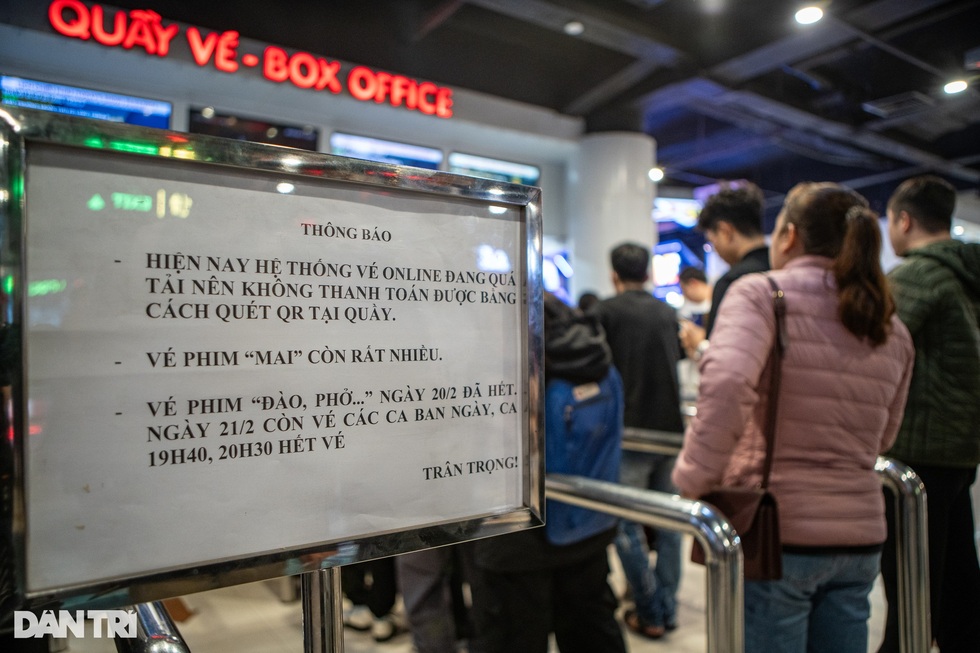 QUẦY VÉ - BOX OFFICE
THÔNG BÁO
- HIỆN NAY HỆ THỐNG VÉ ONLINE ĐANG QUÁ
TẢI NÊN KHÔNG THANH TOÁN ĐƯỢC BẰNG
CÁCH QUÉT QR TẠI QUẦY.
- VÉ PHIM “MAI” CÒN RẤT NHIỀU.
- VÉ PHIM “ĐÀO, PHỞ...” NGÀY 20/2 ĐÃ HẾT.
NGÀY 21/2 CÒN VÉ CÁC CA BAN NGÀY, CA
19H40, 20H30 HẾT VÉ
TRÂN TRỌNG!
DÂN TRÍ